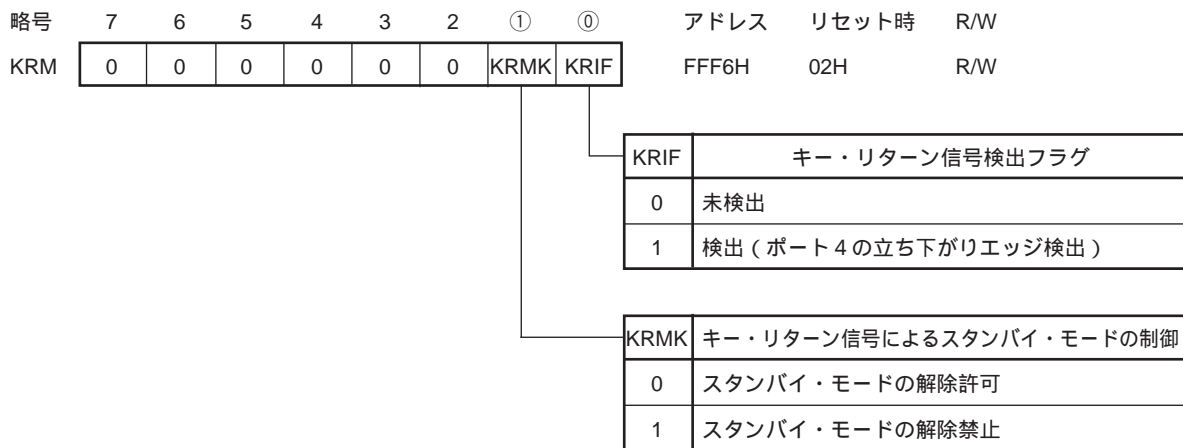 略号 7 6 5 4 3 2 ① ⓪ アドレス リセット時 R/W
KRM 0 0 0 0 0 0 KRMK KRIF FFF6H 02H R/W
KRIF キー・リターン信号検出フラグ
0 未検出
1 検出(ポート4の立ち下がりエッジ検出)
KRMK キー・リターン信号によるスタンバイ・モードの制御
0 スタンバイ・モードの解除許可
1 スタンバイ・モードの解除禁止